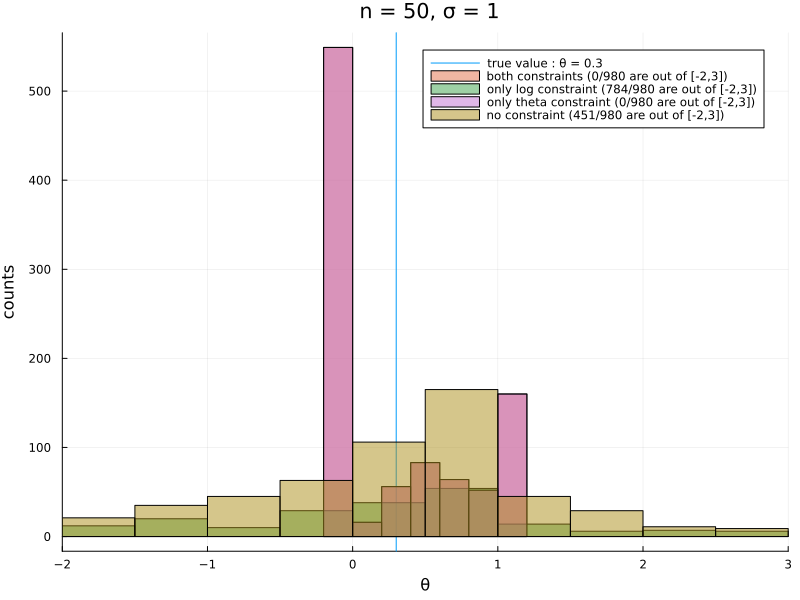 n = 50, σ = 1
true value : θ = 0.3
both constraints (0/980 are out of [-2,3])
only log constraint (784/980 are out of [-2,3])
only theta constraint (0/980 are out of [-2,3])
no constraint (451/980 are out of [-2,3])
500
400
300
200
100
0
counts
−2 −1 0 1 2 3
θ